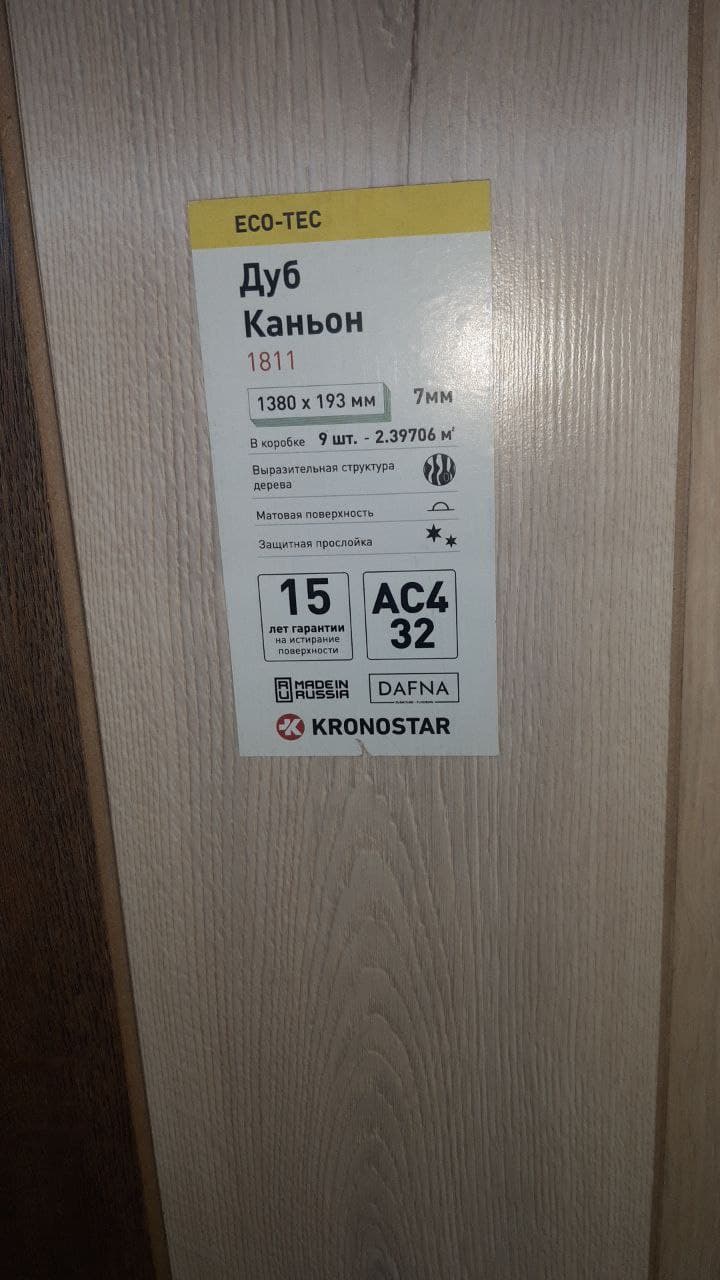 ECO-TEC
Дуб
Каньон
1811
1380 x 193 мм 7мм
В коробке 9 шт. - 2.39706 м²
Выразительная структура
дерева
Матовая поверхность
Защитная прослойка
15
лет гарантии
на истирание
поверхности
AC4
32
RU MADE IN
RUSSIA
DAFNA
KRONOSTAR